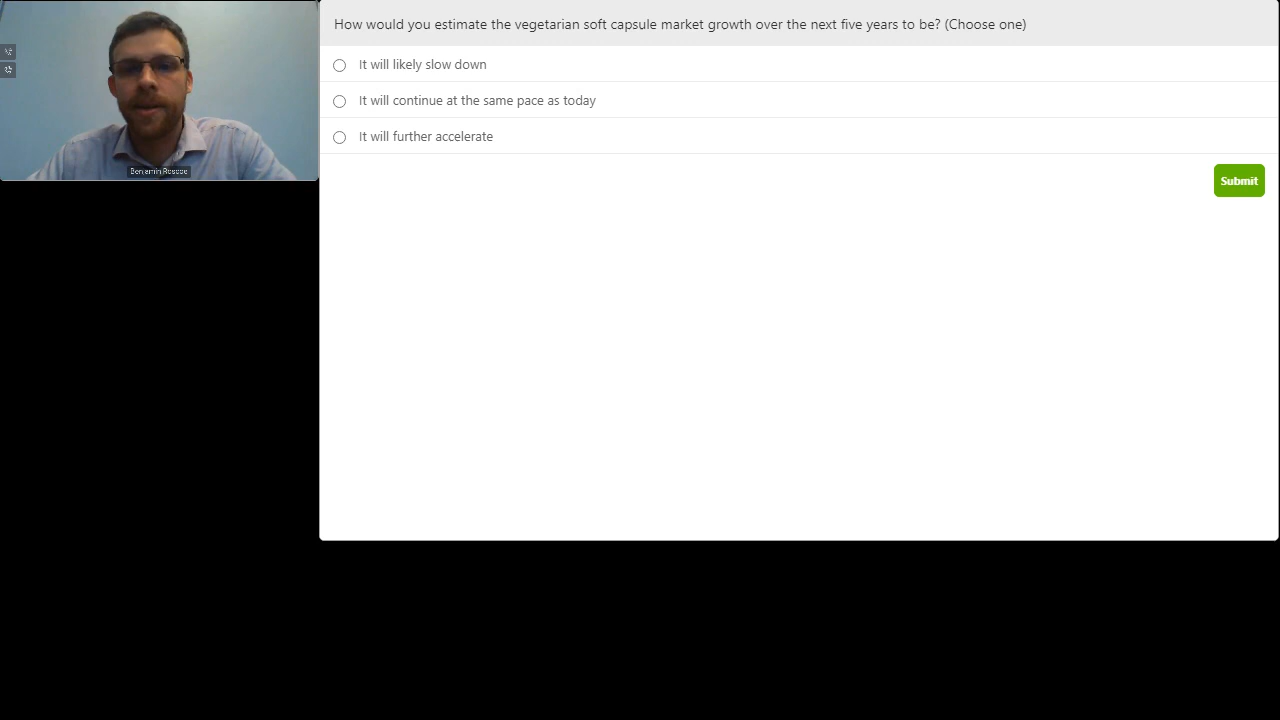 Benjamin Roscoe
How would you estimate the vegetarian soft capsule market growth over the next five years to be? (Choose one)
It will likely slow down
It will continue at the same pace as today
It will further accelerate
Submit